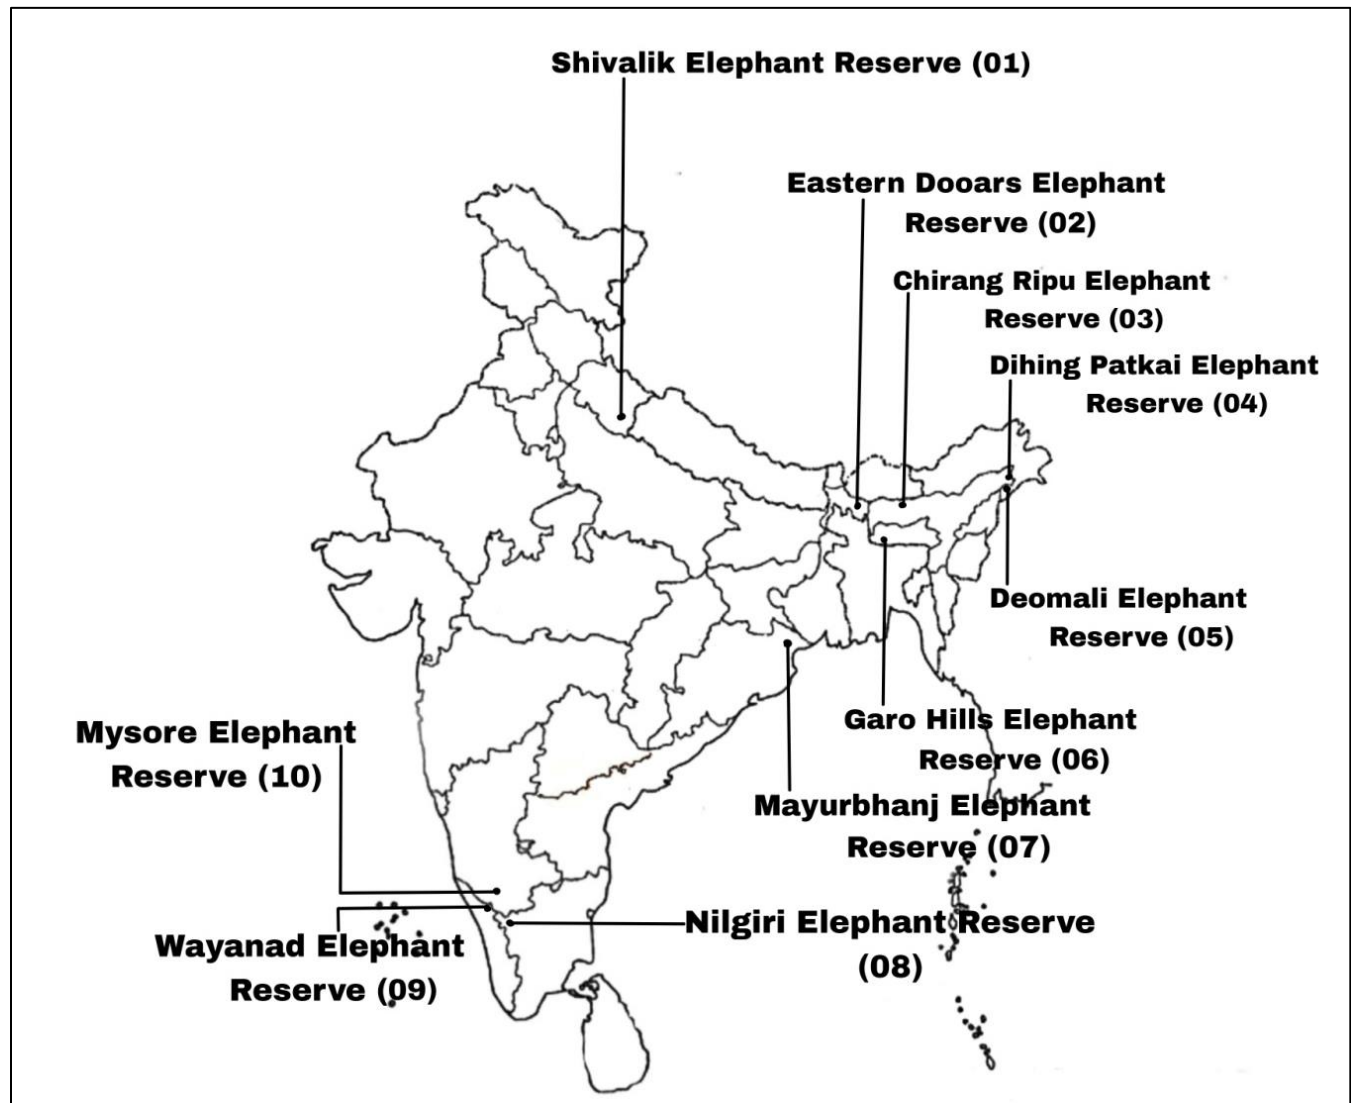 Shivalik Elephant Reserve (01)
Eastern Dooars Elephant
Reserve (02)
Chirang Ripu Elephant
Reserve (03)
Dihing Patkai Elephant
Reserve (04)
Deomali Elephant
Reserve (05)
Garo Hills Elephant
Reserve (06)
Mayurbhanj Elephant
Reserve (07)
Nilgiri Elephant Reserve
(08)
Wayanad Elephant
Reserve (09)
Mysore Elephant
Reserve (10)